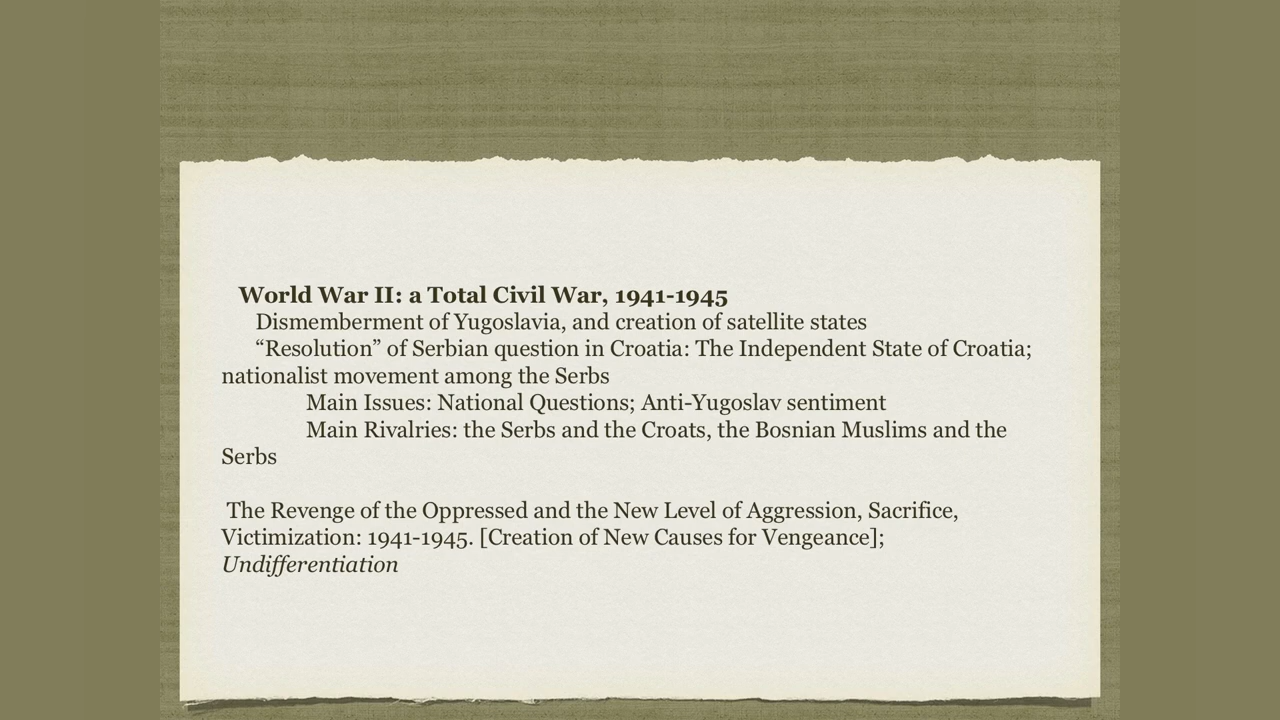 World War II: a Total Civil War, 1941-1945
Dismemberment of Yugoslavia, and creation of satellite states
“Resolution” of Serbian question in Croatia: The Independent State of Croatia;
nationalist movement among the Serbs
Main Issues: National Questions; Anti-Yugoslav sentiment
Main Rivalries: the Serbs and the Croats, the Bosnian Muslims and the
Serbs
The Revenge of the Oppressed and the New Level of Aggression, Sacrifice,
Victimization: 1941-1945. [Creation of New Causes for Vengeance];
Undifferentiation